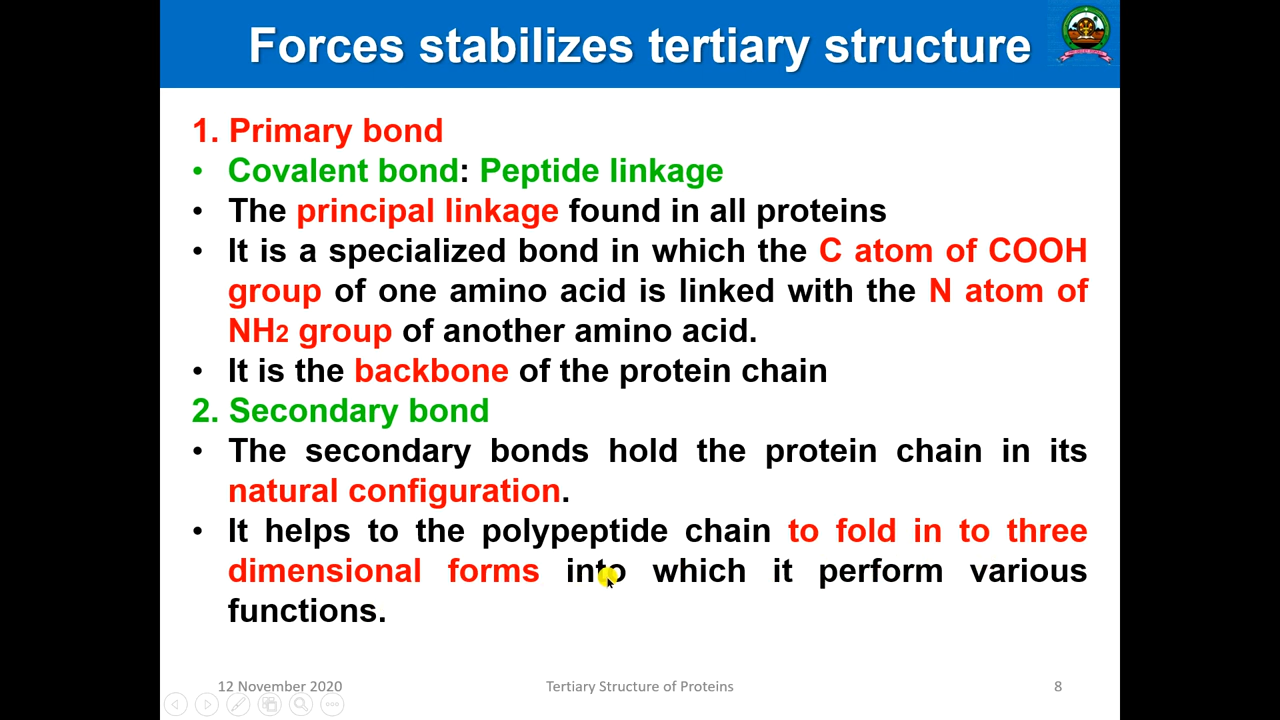 Forces stabilizes tertiary structure
1. Primary bond
• Covalent bond: Peptide linkage
• The principal linkage found in all proteins
• It is a specialized bond in which the C atom of COOH
group of one amino acid is linked with the N atom of
NH2 group of another amino acid.
• It is the backbone of the protein chain
2. Secondary bond
• The secondary bonds hold the protein chain in its
natural configuration.
• It helps to the polypeptide chain to fold in to three
dimensional forms into which it perform various
functions.
12 November 2020
Tertiary Structure of Proteins
8